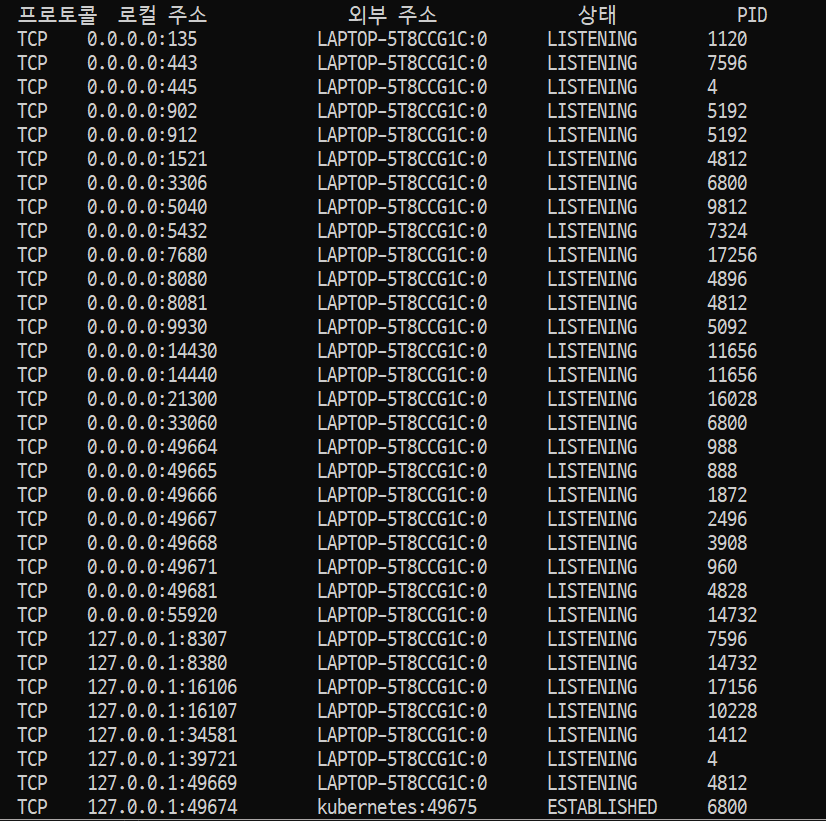 프로토콜 로컬 주소 외부 주소 상태 PID
TCP 0.0.0.0:135 LAPTOP-5T8CCG1C:0 LISTENING 1120
TCP 0.0.0.0:443 LAPTOP-5T8CCG1C:0 LISTENING 7596
TCP 0.0.0.0:445 LAPTOP-5T8CCG1C:0 LISTENING 4
TCP 0.0.0.0:902 LAPTOP-5T8CCG1C:0 LISTENING 5192
TCP 0.0.0.0:912 LAPTOP-5T8CCG1C:0 LISTENING 5192
TCP 0.0.0.0:1521 LAPTOP-5T8CCG1C:0 LISTENING 4812
TCP 0.0.0.0:3306 LAPTOP-5T8CCG1C:0 LISTENING 6800
TCP 0.0.0.0:5040 LAPTOP-5T8CCG1C:0 LISTENING 9812
TCP 0.0.0.0:5432 LAPTOP-5T8CCG1C:0 LISTENING 7324
TCP 0.0.0.0:7680 LAPTOP-5T8CCG1C:0 LISTENING 17256
TCP 0.0.0.0:8080 LAPTOP-5T8CCG1C:0 LISTENING 4896
TCP 0.0.0.0:8081 LAPTOP-5T8CCG1C:0 LISTENING 4812
TCP 0.0.0.0:9930 LAPTOP-5T8CCG1C:0 LISTENING 5092
TCP 0.0.0.0:14430 LAPTOP-5T8CCG1C:0 LISTENING 11656
TCP 0.0.0.0:14440 LAPTOP-5T8CCG1C:0 LISTENING 11656
TCP 0.0.0.0:21300 LAPTOP-5T8CCG1C:0 LISTENING 16028
TCP 0.0.0.0:33060 LAPTOP-5T8CCG1C:0 LISTENING 6800
TCP 0.0.0.0:49664 LAPTOP-5T8CCG1C:0 LISTENING 988
TCP 0.0.0.0:49665 LAPTOP-5T8CCG1C:0 LISTENING 888
TCP 0.0.0.0:49666 LAPTOP-5T8CCG1C:0 LISTENING 1872
TCP 0.0.0.0:49667 LAPTOP-5T8CCG1C:0 LISTENING 2496
TCP 0.0.0.0:49668 LAPTOP-5T8CCG1C:0 LISTENING 3908
TCP 0.0.0.0:49671 LAPTOP-5T8CCG1C:0 LISTENING 960
TCP 0.0.0.0:49681 LAPTOP-5T8CCG1C:0 LISTENING 4828
TCP 0.0.0.0:55920 LAPTOP-5T8CCG1C:0 LISTENING 14732
TCP 127.0.0.1:8307 LAPTOP-5T8CCG1C:0 LISTENING 7596
TCP 127.0.0.1:8380 LAPTOP-5T8CCG1C:0 LISTENING 14732
TCP 127.0.0.1:16106 LAPTOP-5T8CCG1C:0 LISTENING 17156
TCP 127.0.0.1:16107 LAPTOP-5T8CCG1C:0 LISTENING 10228
TCP 127.0.0.1:34581 LAPTOP-5T8CCG1C:0 LISTENING 1412
TCP 127.0.0.1:39721 LAPTOP-5T8CCG1C:0 LISTENING 4
TCP 127.0.0.1:49669 LAPTOP-5T8CCG1C:0 LISTENING 4812
TCP 127.0.0.1:49674 kubernetes:49675 ESTABLISHED 6800